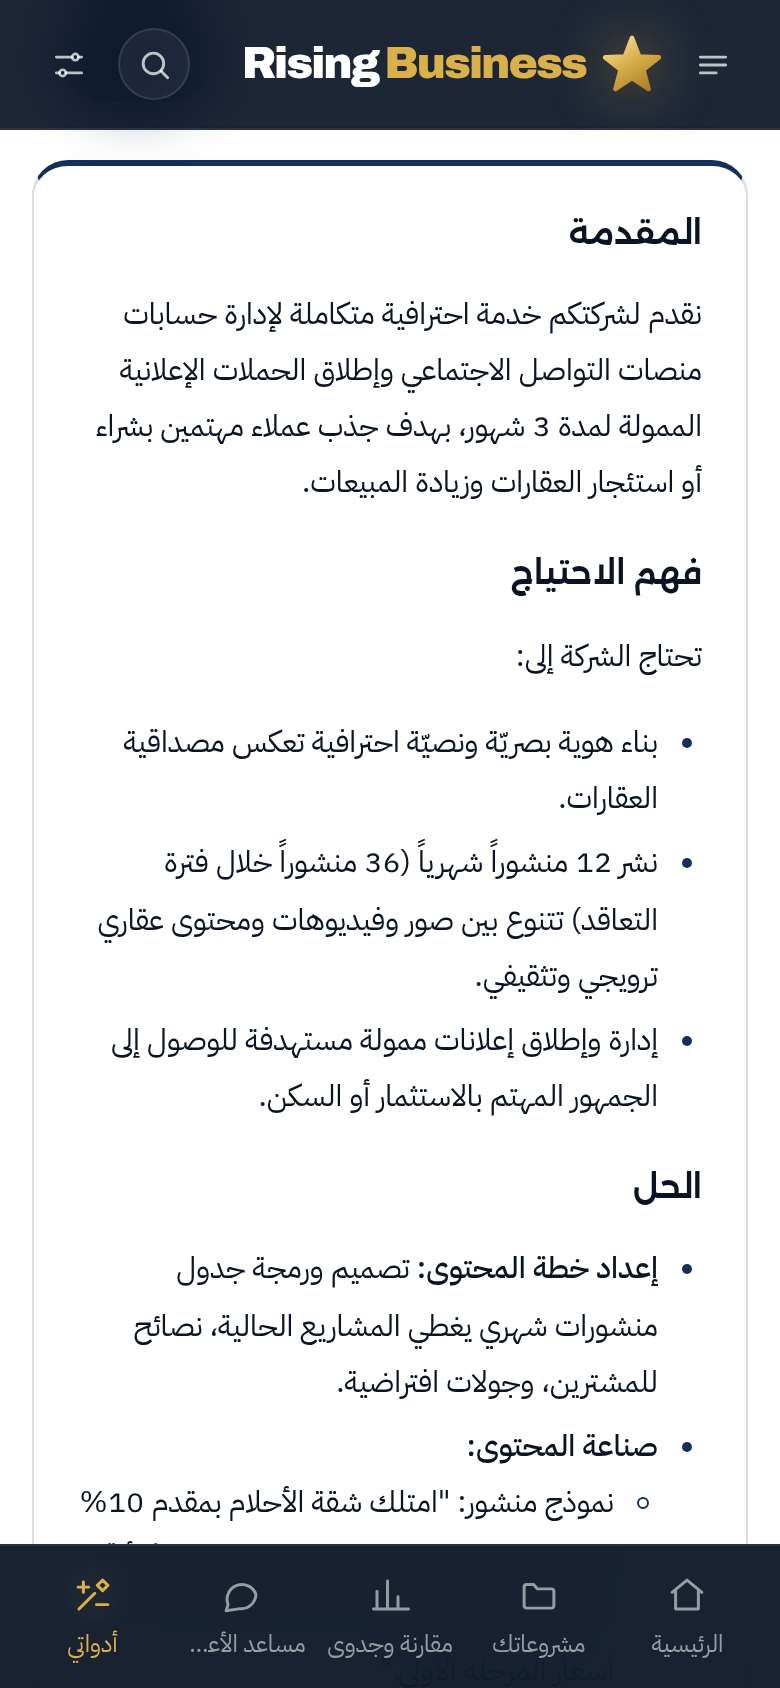 Rising Business
المقدمة
نقدم لشركتكم خدمة احترافية متكاملة لإدارة حسابات
منصات التواصل الاجتماعي وإطلاق الحملات الإعلانية
الممولة لمدة 3 شهور، بهدف جذب عملاء مهتمين بشراء
أو استئجار العقارات وزيادة المبيعات.
فهم الاحتياج
تحتاج الشركة إلى:
بناء هوية بصريّة ونصيّة احترافية تعكس مصداقية
العقارات.
نشر 12 منشوراً شهرياً (36 منشوراً خلال فترة
التعاقد) تتنوع بين صور وفيديوهات ومحتوى عقاري
ترويجي وتثقيفي.
إدارة وإطلاق إعلانات ممولة مستهدفة للوصول إلى
الجمهور المهتم بالاستثمار أو السكن.
الحل
إعداد خطة المحتوى: تصميم ورمجة جدول
منشورات شهري يغطي المشاريع الحالية، نصائح
للمشترين، وجولات افتراضية.
صناعة المحتوى:
نموذج منشور: "امتلك شقة الأحلام بمقدم 10%
أسعار المرحلة الأولى."
الرئيسية
مشروعاتك
مقارنة وجدوى
مساعد الأعـ...
أدواتي